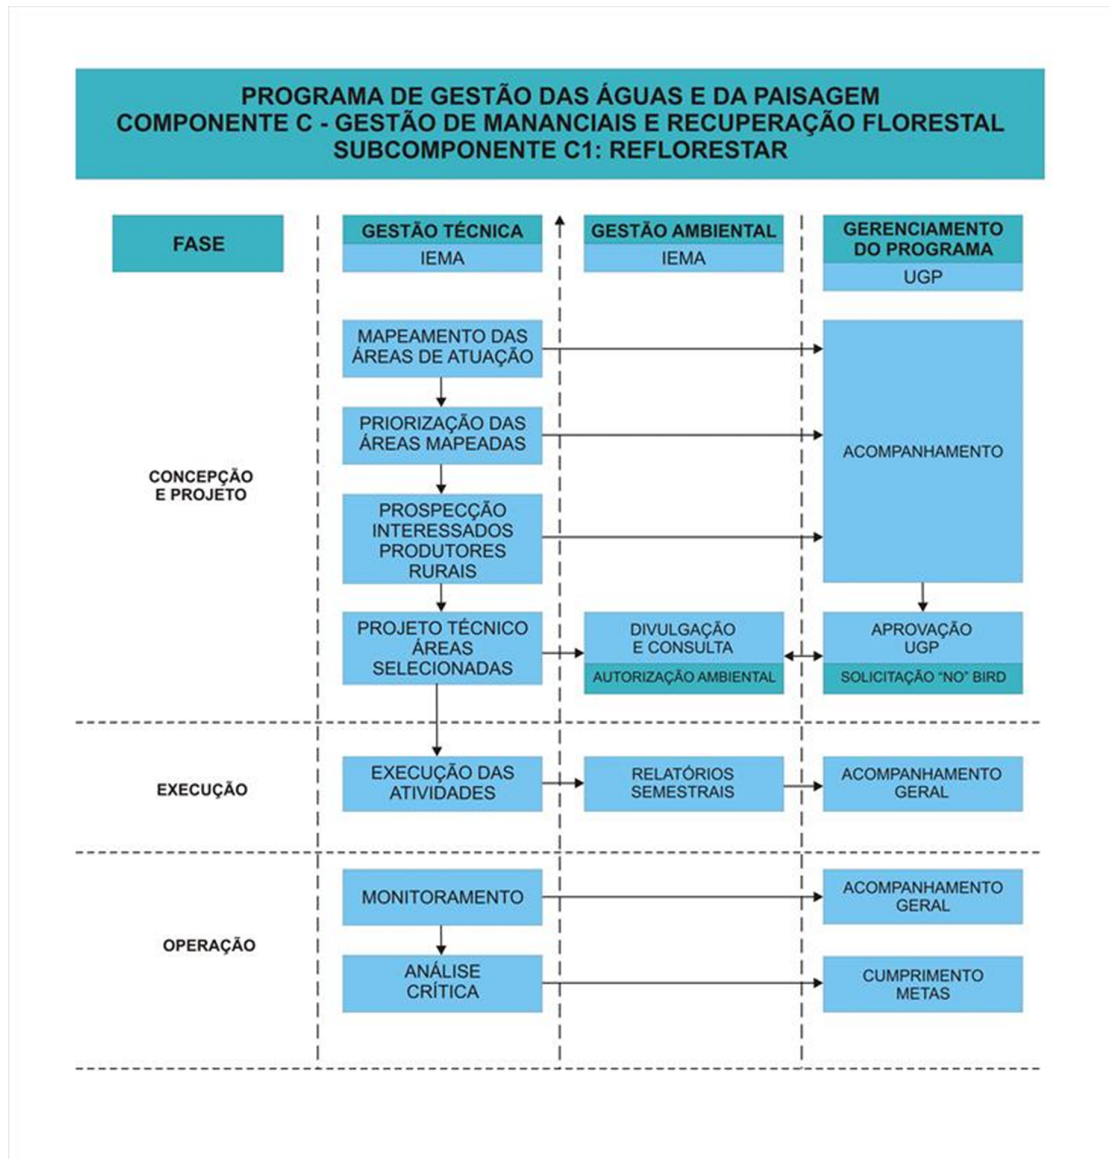 PROGRAMA DE GESTÃO DAS ÁGUAS E DA PAISAGEM
COMPONENTE C - GESTÃO DE MANANCIAIS E RECUPERAÇÃO FLORESTAL
SUBCOMPONENTE C1: REFLORESTAR
FASE
GESTÃO TÉCNICA
IEMA
GESTÃO AMBIENTAL
IEMA
GERENCIAMENTO
DO PROGRAMA
UGP
CONCEPÇÃO
E PROJETO
MAPEAMENTO DAS
ÁREAS DE ATUAÇÃO
PRIORIZAÇÃO DAS
ÁREAS MAPEADAS
PROSPECÇÃO
INTERESSADOS
PRODUTORES
RURAIS
ACOMPANHAMENTO
PROJETO TÉCNICO
ÁREAS
SELECIONADAS
DIVULGAÇÃO
E CONSULTA
AUTORIZAÇÃO AMBIENTAL
APROVAÇÃO
UGP
SOLICITAÇÃO "NO" BIRD
EXECUÇÃO
EXECUÇÃO DAS
ATIVIDADES
RELATÓRIOS
SEMESTRAIS
ACOMPANHAMENTO
GERAL
OPERAÇÃO
MONITORAMENTO
ACOMPANHAMENTO
GERAL
ANÁLISE
CRÍTICA
CUMPRIMENTO
METAS